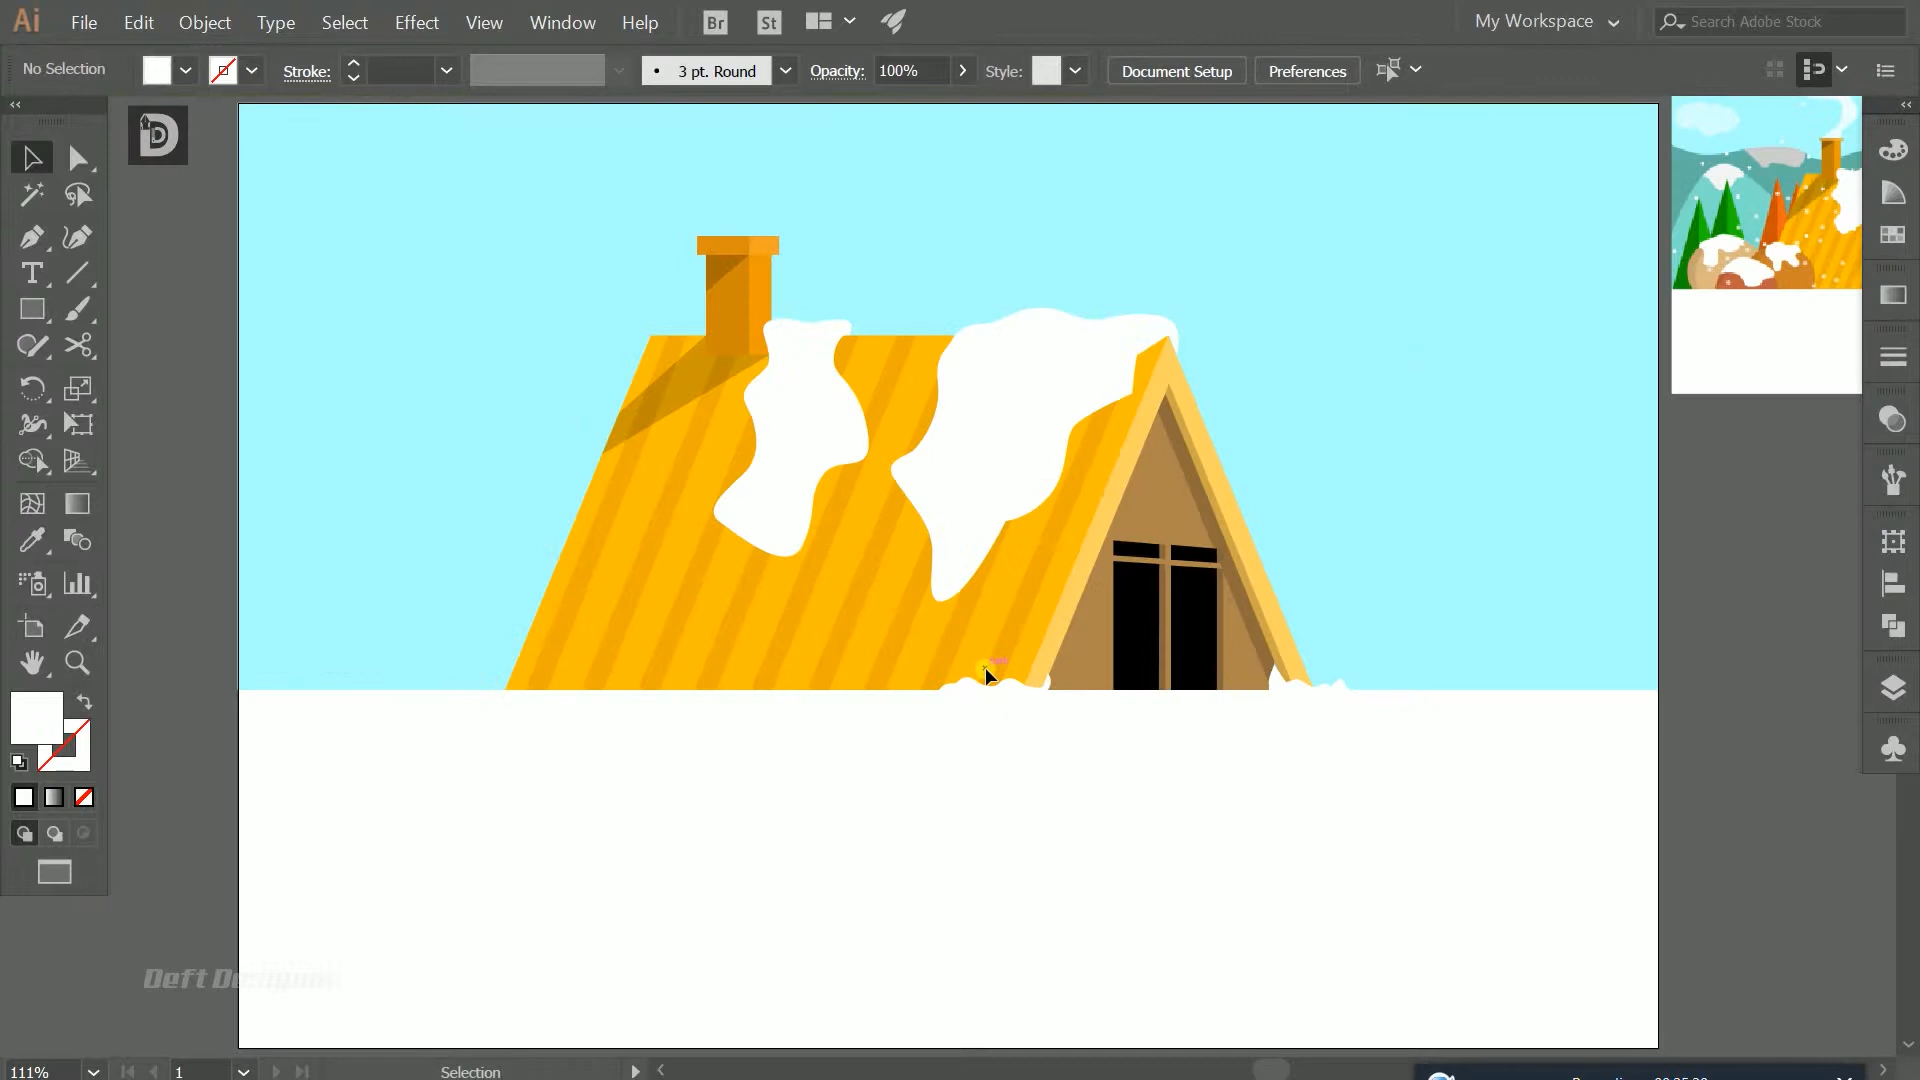 Ai File Edit Object Type Select Effect View Window Help Br St My Workspace Search Adobe Stock
No Selection Stroke: 3 pt. Round Opacity: 100% Style: Document Setup Preferences
D
Deft
111% 1 Selection